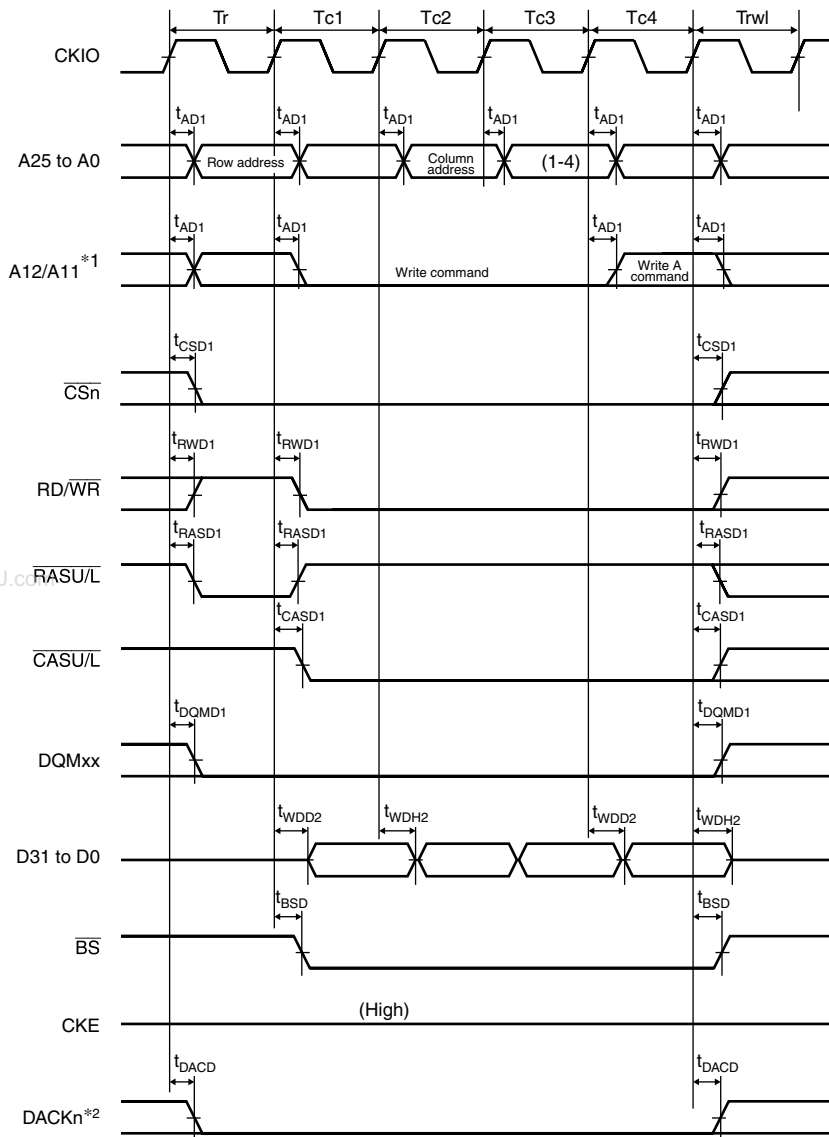 Tr Tc1 Tc2 Tc3 Tc4 Trwl
CKIO
tAD1 tAD1 tAD1 tAD1 tAD1 tAD1
A25 to A0 Row address Column address (1-4)
tAD1 tAD1 tAD1 tAD1
A12/A11*1 Write command Write A command
tCSD1 tCSD1
CSn
tRWD1 tRWD1 tRWD1
RD/WR
tRASD1 tRASD1 tRASD1
RASU/L
tCASD1 tCASD1
CASU/L
tDQMD1 tDQMD1
DQMxx
tWDD2 tWDH2 tWDD2 tWDH2
D31 to D0
tBSD tBSD
BS
(High)
CKE
tDACD tDACD
DACKn*2